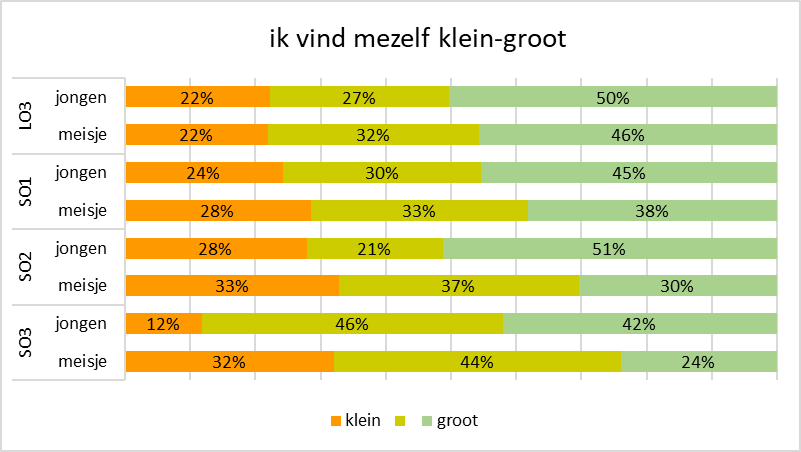 ik vind mezelf klein-groot
LO3
jongen 22% 27% 50%
meisje 22% 32% 46%
SO1
jongen 24% 30% 45%
meisje 28% 33% 38%
SO2
jongen 28% 21% 51%
meisje 33% 37% 30%
SO3
jongen 12% 46% 42%
meisje 32% 44% 24%
klein groot